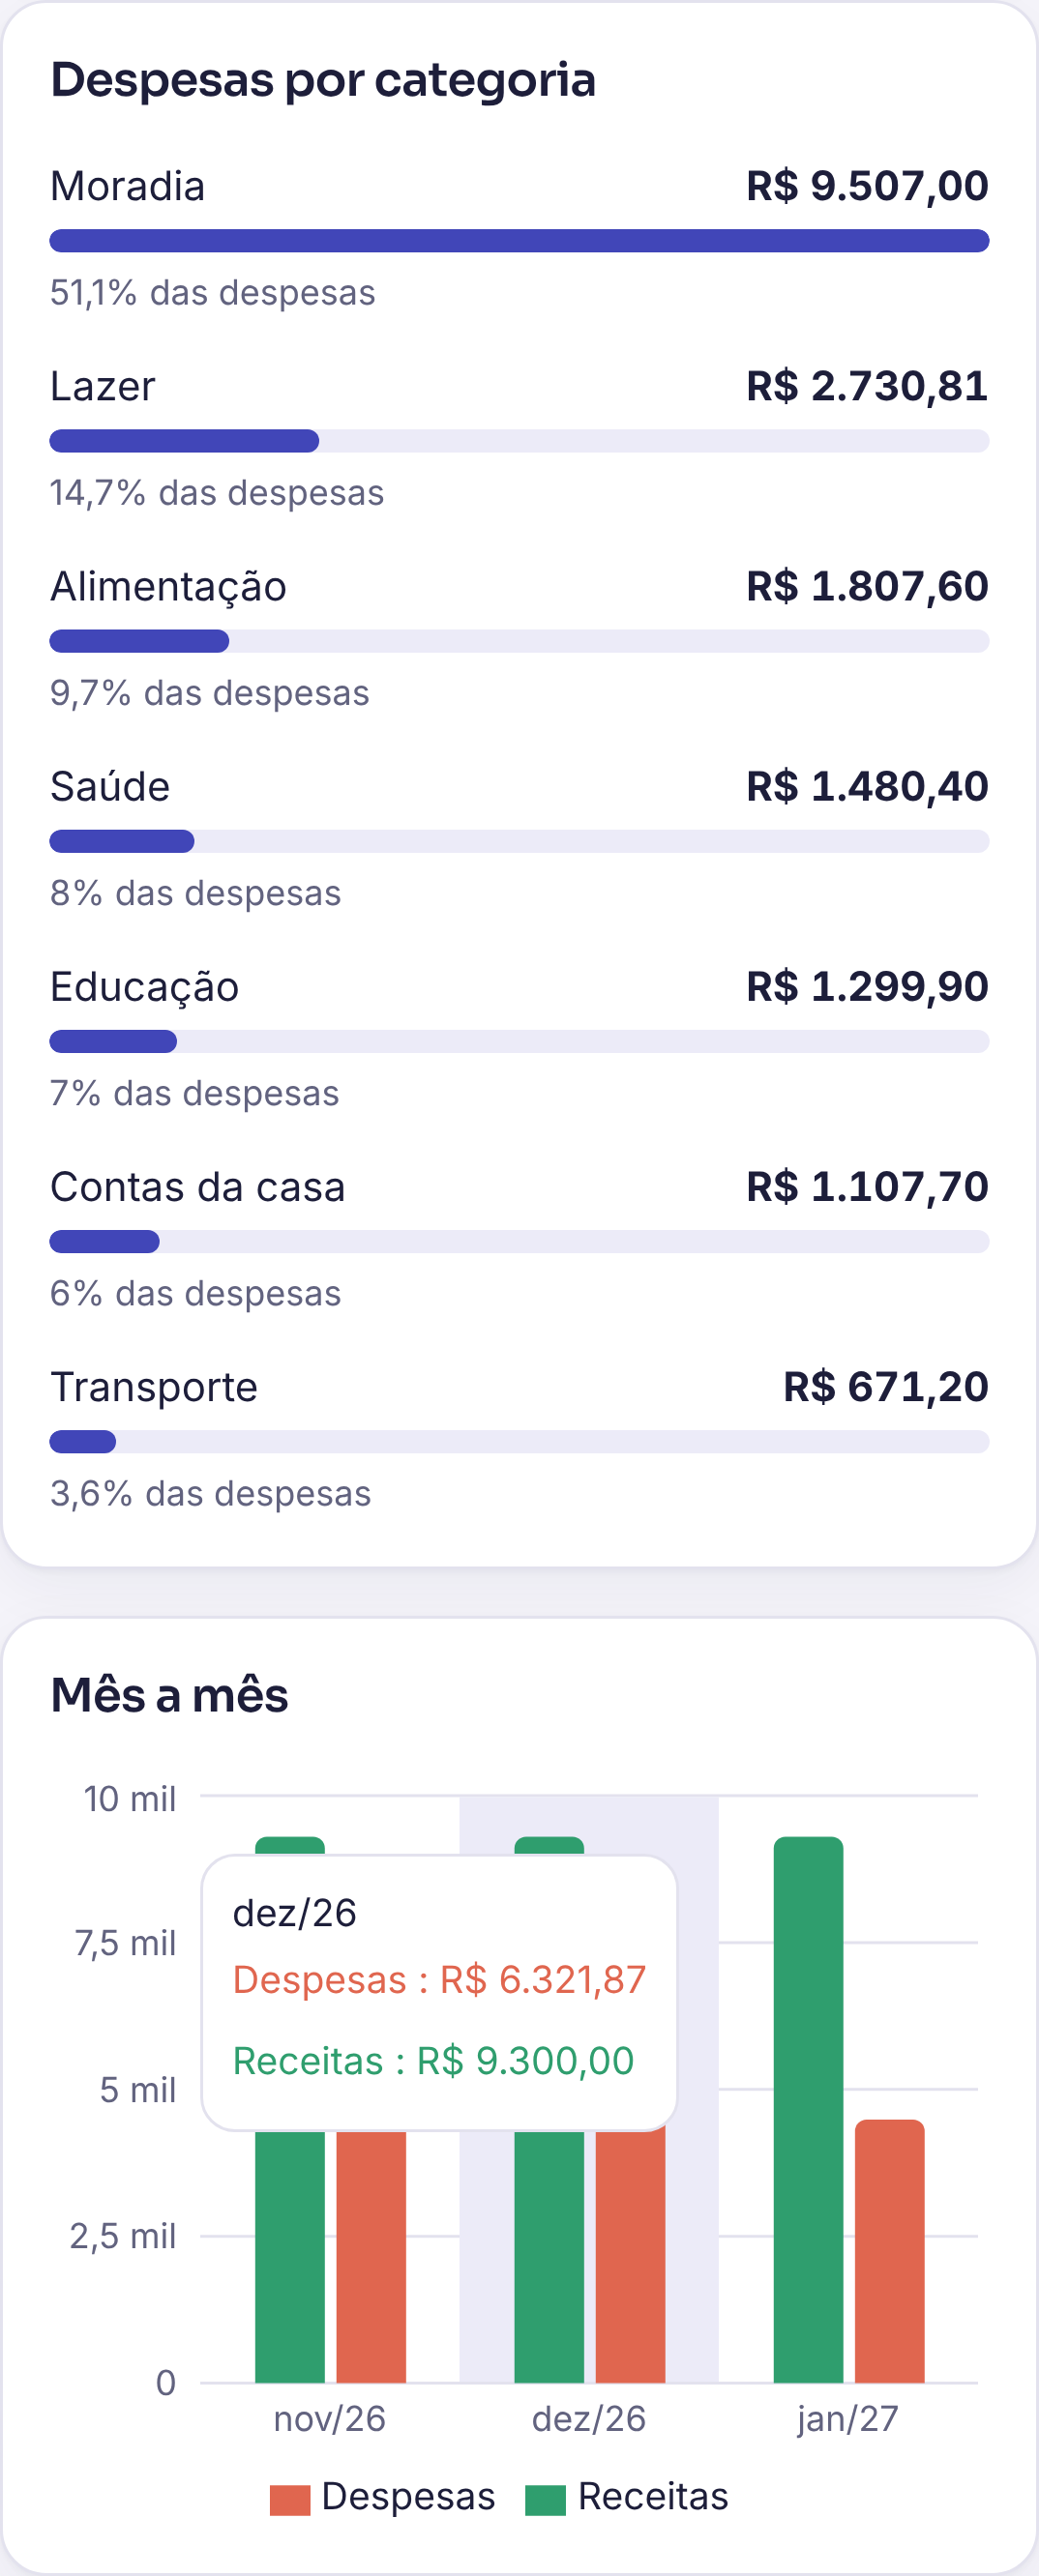 Despesas por categoria
Moradia R$ 9.507,00
51,1% das despesas
Lazer R$ 2.730,81
14,7% das despesas
Alimentação R$ 1.807,60
9,7% das despesas
Saúde R$ 1.480,40
8% das despesas
Educação R$ 1.299,90
7% das despesas
Contas da casa R$ 1.107,70
6% das despesas
Transporte R$ 671,20
3,6% das despesas
Mês a mês
10 mil
7,5 mil
5 mil
2,5 mil
0
dez/26
Despesas : R$ 6.321,87
Receitas : R$ 9.300,00
nov/26 dez/26 jan/27
Despesas Receitas